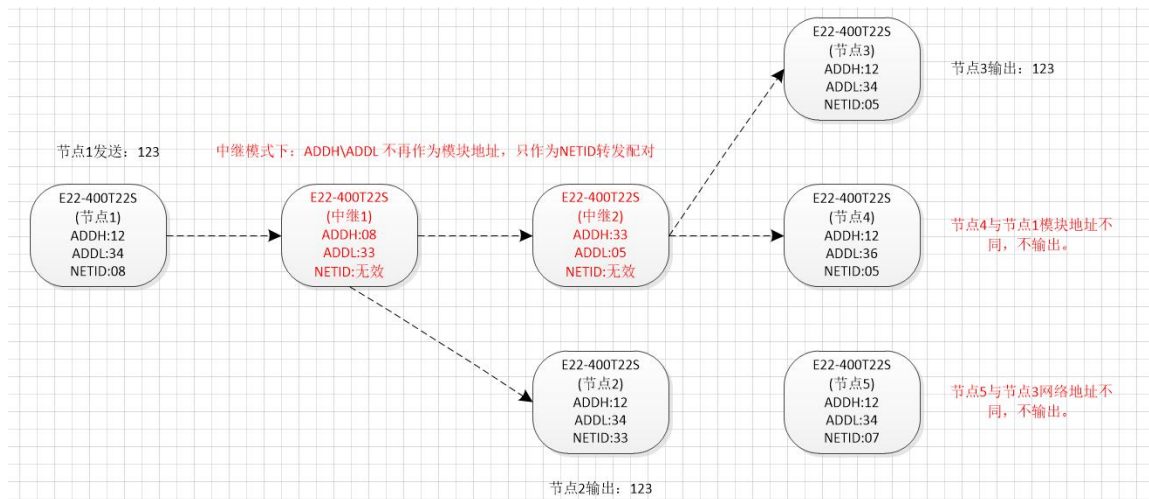 E22-400T22S
(节点3)
ADDH:12
ADDL:34
NETID:05
节点3输出：123
节点1发送：123
中继模式下：ADDH\ADDL 不再作为模块地址，只作为NETID转发配对
E22-400T22S
(节点1)
ADDH:12
ADDL:34
NETID:08
E22-400T22S
(中继1)
ADDH:08
ADDL:33
NETID:无效
E22-400T22S
(中继2)
ADDH:33
ADDL:05
NETID:无效
E22-400T22S
(节点4)
ADDH:12
ADDL:36
NETID:05
节点4与节点1模块地址不
同，不输出。
E22-400T22S
(节点2)
ADDH:12
ADDL:34
NETID:33
E22-400T22S
(节点5)
ADDH:12
ADDL:34
NETID:07
节点5与节点3网络地址不
同，不输出。
节点2输出：123